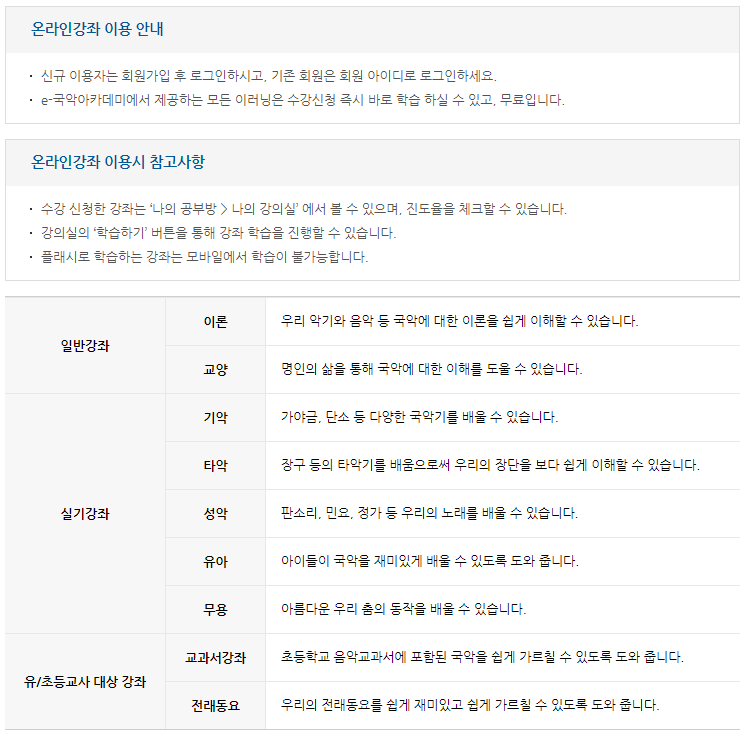 온라인강좌 이용 안내
· 신규 이용자는 회원가입 후 로그인하시고, 기존 회원은 회원 아이디로 로그인하세요.
· e-국악아카데미에서 제공하는 모든 이러닝은 수강신청 즉시 바로 학습 하실 수 있고, 무료입니다.
온라인강좌 이용시 참고사항
· 수강 신청한 강좌는 ‘나의 공부방 > 나의 강의실’ 에서 볼 수 있으며, 진도율을 체크할 수 있습니다.
· 강의실의 ‘학습하기’ 버튼을 통해 강좌 학습을 진행할 수 있습니다.
· 플래시로 학습하는 강좌는 모바일에서 학습이 불가능합니다.
일반강좌
이론 우리 악기와 음악 등 국악에 대한 이론을 쉽게 이해할 수 있습니다.
교양 명인의 삶을 통해 국악에 대한 이해를 도울 수 있습니다.
실기강좌
기악 가야금, 단소 등 다양한 국악기를 배울 수 있습니다.
타악 장구 등의 타악기를 배움으로써 우리의 장단을 보다 쉽게 이해할 수 있습니다.
성악 판소리, 민요, 정가 등 우리의 노래를 배울 수 있습니다.
유아 아이들이 국악을 재미있게 배울 수 있도록 도와 줍니다.
무용 아름다운 우리 춤의 동작을 배울 수 있습니다.
유/초등교사 대상 강좌
교과서강좌 초등학교 음악교과서에 포함된 국악을 쉽게 가르칠 수 있도록 도와 줍니다.
전래동요 우리의 전래동요를 쉽게 재미있고 쉽게 가르칠 수 있도록 도와 줍니다.